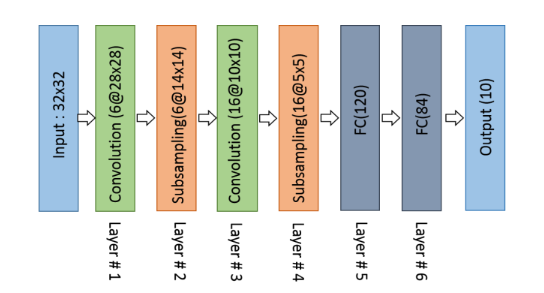 Input : 32x32
Convolution (6@28x28)
Subsampling(6@14x14)
Convolution (16@10x10)
Subsampling(16@5x5)
FC(120)
FC(84)
Output (10)
Layer # 1
Layer # 2
Layer # 3
Layer # 4
Layer # 5
Layer # 6